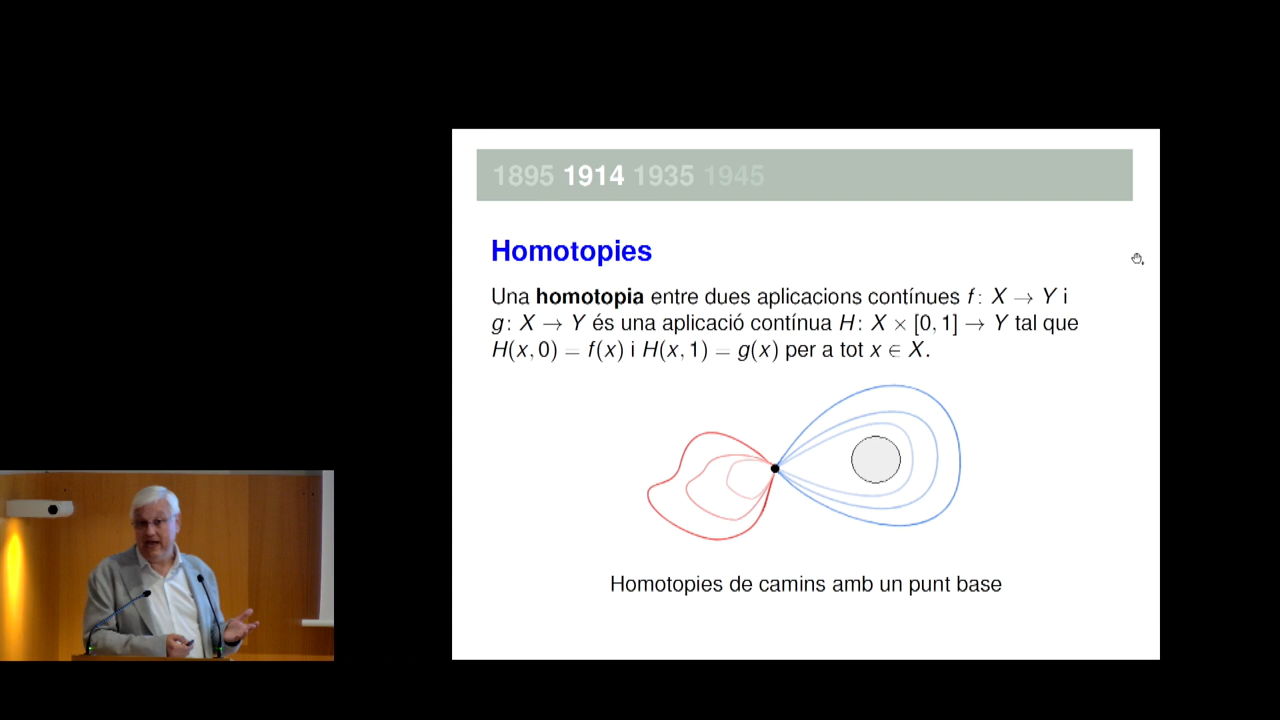 1895 1914 1935 1945
Homotopies
Una homotopia entre dues aplicacions contínues f : X → Y i
g : X → Y és una aplicació contínua H : X × [0, 1] → Y tal que
H(x, 0) = f(x) i H(x, 1) = g(x) per a tot x ∈ X.
Homotopies de camins amb un punt base